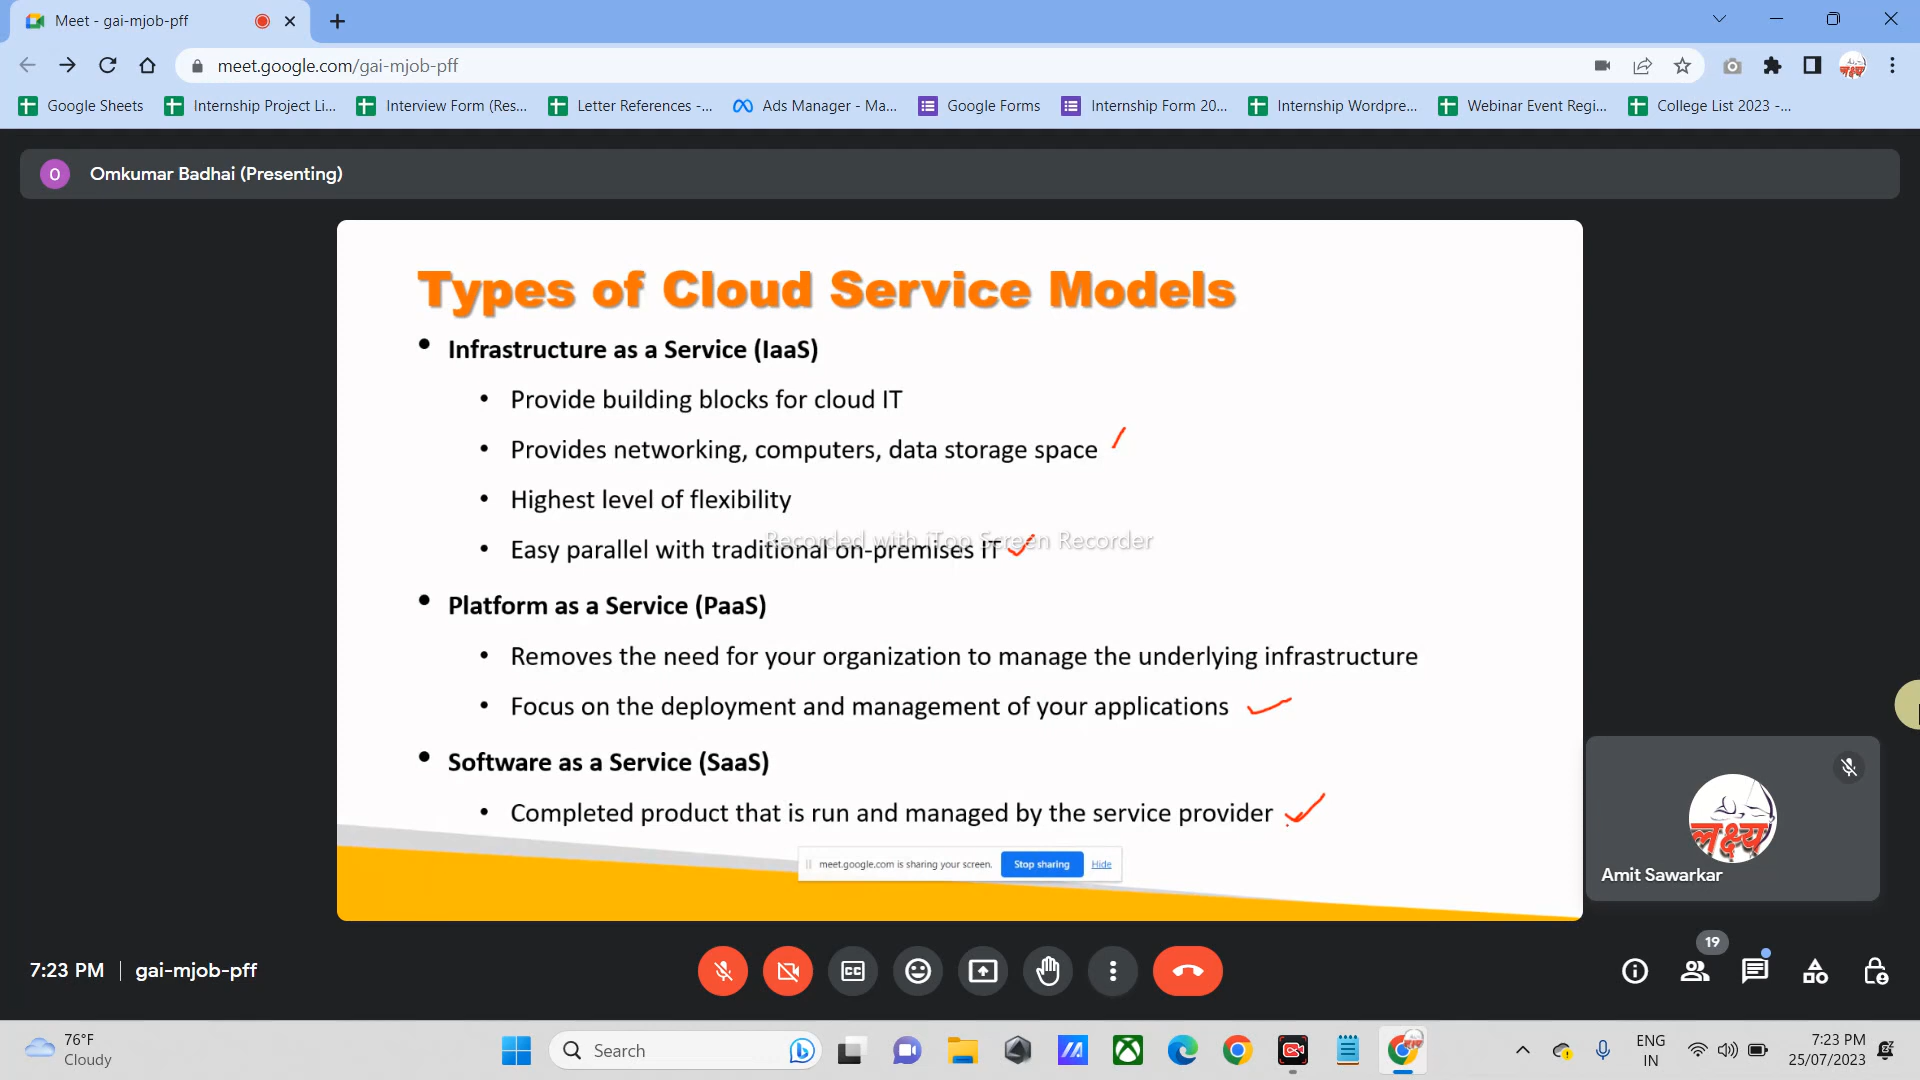 Meet - gai-mjob-pff
meet.google.com/gai-mjob-pff
Google Sheets
Internship Project Li...
Interview Form (Res...
Letter References -...
Ads Manager - Ma...
Google Forms
Internship Form 20...
Internship Wordpre...
Webinar Event Regi...
College List 2023 -...
O
Omkumar Badhai (Presenting)
Types of Cloud Service Models
• Infrastructure as a Service (IaaS)
• Provide building blocks for cloud IT
• Provides networking, computers, data storage space
• Highest level of flexibility
Recorded with iTop Screen Recorder
• Easy parallel with traditional on-premises IT
• Platform as a Service (PaaS)
• Removes the need for your organization to manage the underlying infrastructure
• Focus on the deployment and management of your applications
• Software as a Service (SaaS)
• Completed product that is run and managed by the service provider
meet.google.com is sharing your screen.
Stop sharing
Hide
लक्ष्य
Amit Sawarkar
7:23 PM | gai-mjob-pff
CC
19
76°F
Cloudy
Search
ENG
IN
7:23 PM
25/07/2023